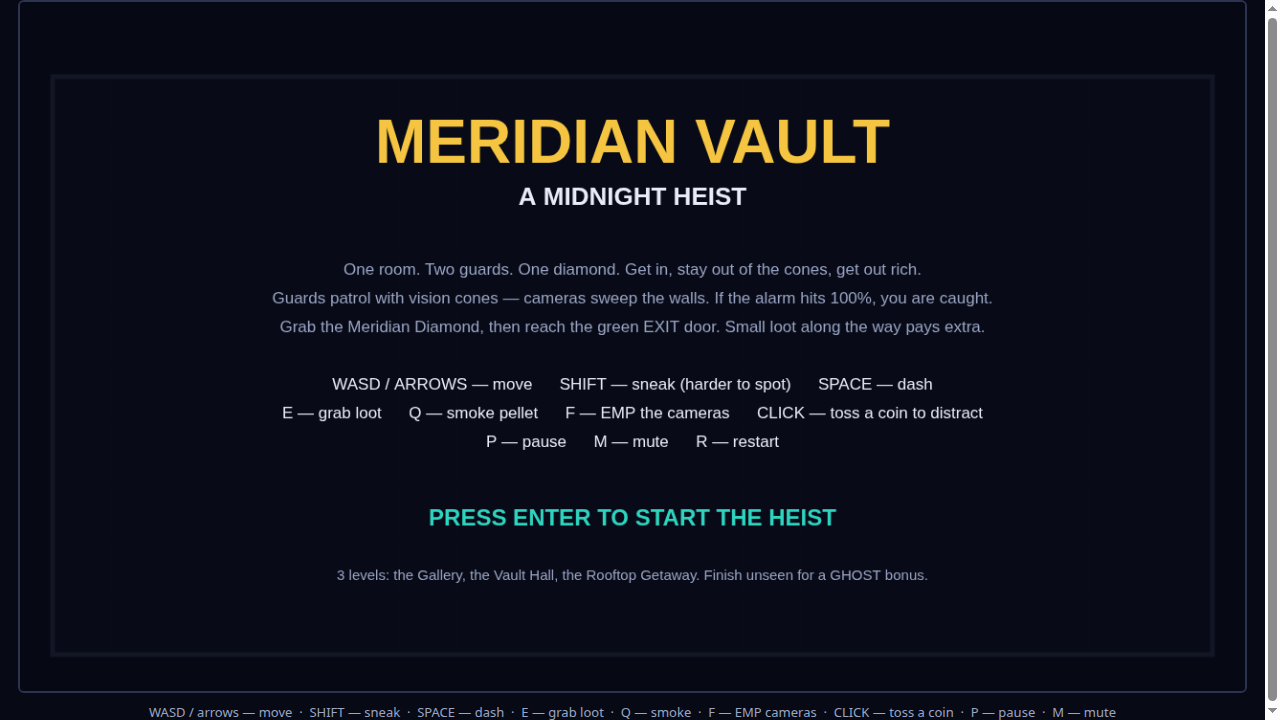 MERIDIAN VAULT
A MIDNIGHT HEIST
One room. Two guards. One diamond. Get in, stay out of the cones, get out rich.
Guards patrol with vision cones — cameras sweep the walls. If the alarm hits 100%, you are caught.
Grab the Meridian Diamond, then reach the green EXIT door. Small loot along the way pays extra.
WASD / ARROWS — move SHIFT — sneak (harder to spot) SPACE — dash
E — grab loot Q — smoke pellet F — EMP the cameras CLICK — toss a coin to distract
P — pause M — mute R — restart
PRESS ENTER TO START THE HEIST
3 levels: the Gallery, the Vault Hall, the Rooftop Getaway. Finish unseen for a GHOST bonus.
WASD / arrows — move · SHIFT — sneak · SPACE — dash · E — grab loot · Q — smoke · F — EMP cameras · CLICK — toss a coin · P — pause · M — mute